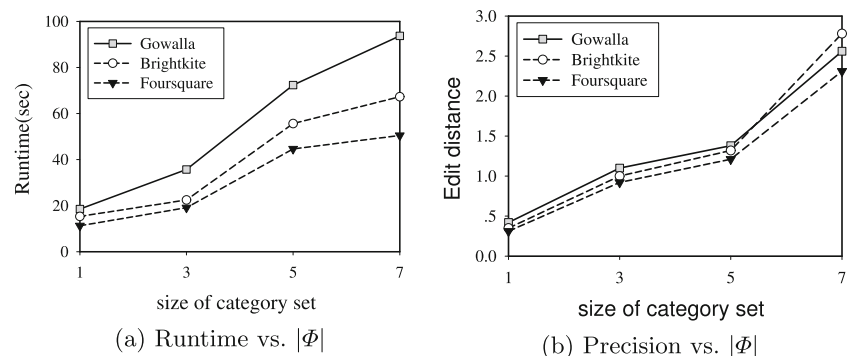 100
80
60
40
20
0
Runtime(sec)
Gowalla
Brightkite
Foursquare
1 3 5 7
size of category set
(a) Runtime vs. |Φ|
3.0
2.5
2.0
1.5
1.0
.5
0.0
Edit distance
Gowalla
Brightkite
Foursquare
1 3 5 7
size of category set
(b) Precision vs. |Φ|